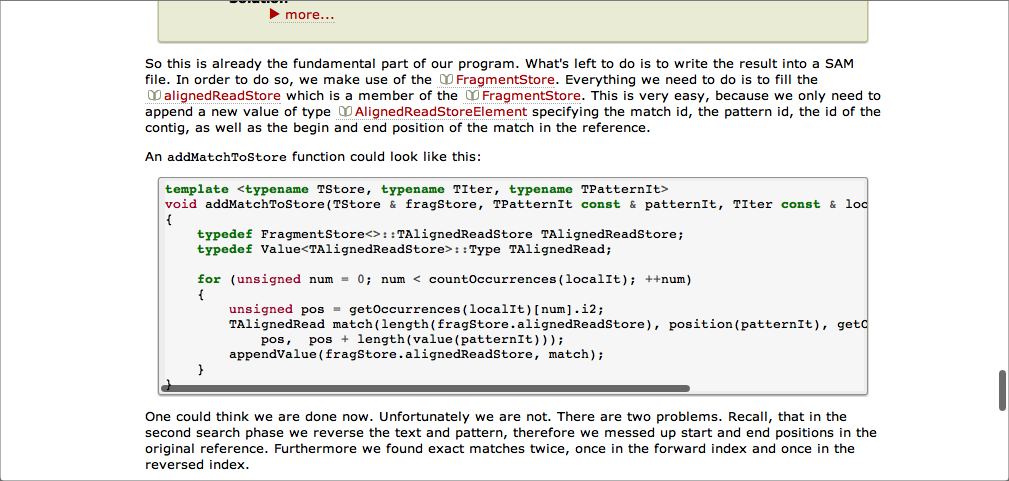 more...
So this is already the fundamental part of our program. What's left to do is to write the result into a SAM
file. In order to do so, we make use of the FragmentStore. Everything we need to do is to fill the
alignedReadStore which is a member of the FragmentStore. This is very easy, because we only need to
append a new value of type AlignedReadStoreElement specifying the match id, the pattern id, the id of the
contig, as well as the begin and end position of the match in the reference.
An addMatchToStore function could look like this:
template <typename TStore, typename TIter, typename TPatternIt>
void addMatchToStore(TStore & fragStore, TPatternIt const & patternIt, TIter const & loc
{
    typedef FragmentStore<>::TAlignedReadStore TAlignedReadStore;
    typedef Value<TAlignedReadStore>::Type TAlignedRead;
    for (unsigned num = 0; num < countOccurrences(localIt); ++num)
    {
        unsigned pos = getOccurrences(localIt)[num].i2;
        TAlignedRead match(length(fragStore.alignedReadStore), position(patternIt), getO
            pos,  pos + length(value(patternIt)));
        appendValue(fragStore.alignedReadStore, match);
    }
}
One could think we are done now. Unfortunately we are not. There are two problems. Recall, that in the
second search phase we reverse the text and pattern, therefore we messed up start and end positions in the
original reference. Furthermore we found exact matches twice, once in the forward index and once in the
reversed index.